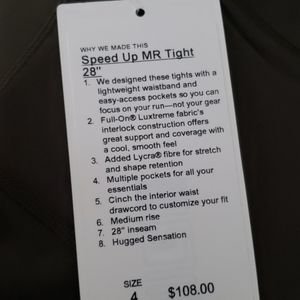 WHY WE MADE THIS
Speed Up MR Tight
28"
1. We designed these tights with a
lightweight waistband and
easy-access pockets so you can
focus on your run—not your gear
2. Full-On® Luxtreme fabric's
interlock construction offers
great support and coverage with
a cool, smooth feel
3. Added Lycra® fibre for stretch
and shape retention
4. Multiple pockets for all your
essentials
5. Cinch the interior waist
drawcord to customize your fit
6. Medium rise
7. 28" inseam
8. Hugged Sensation
SIZE
4 $108.00